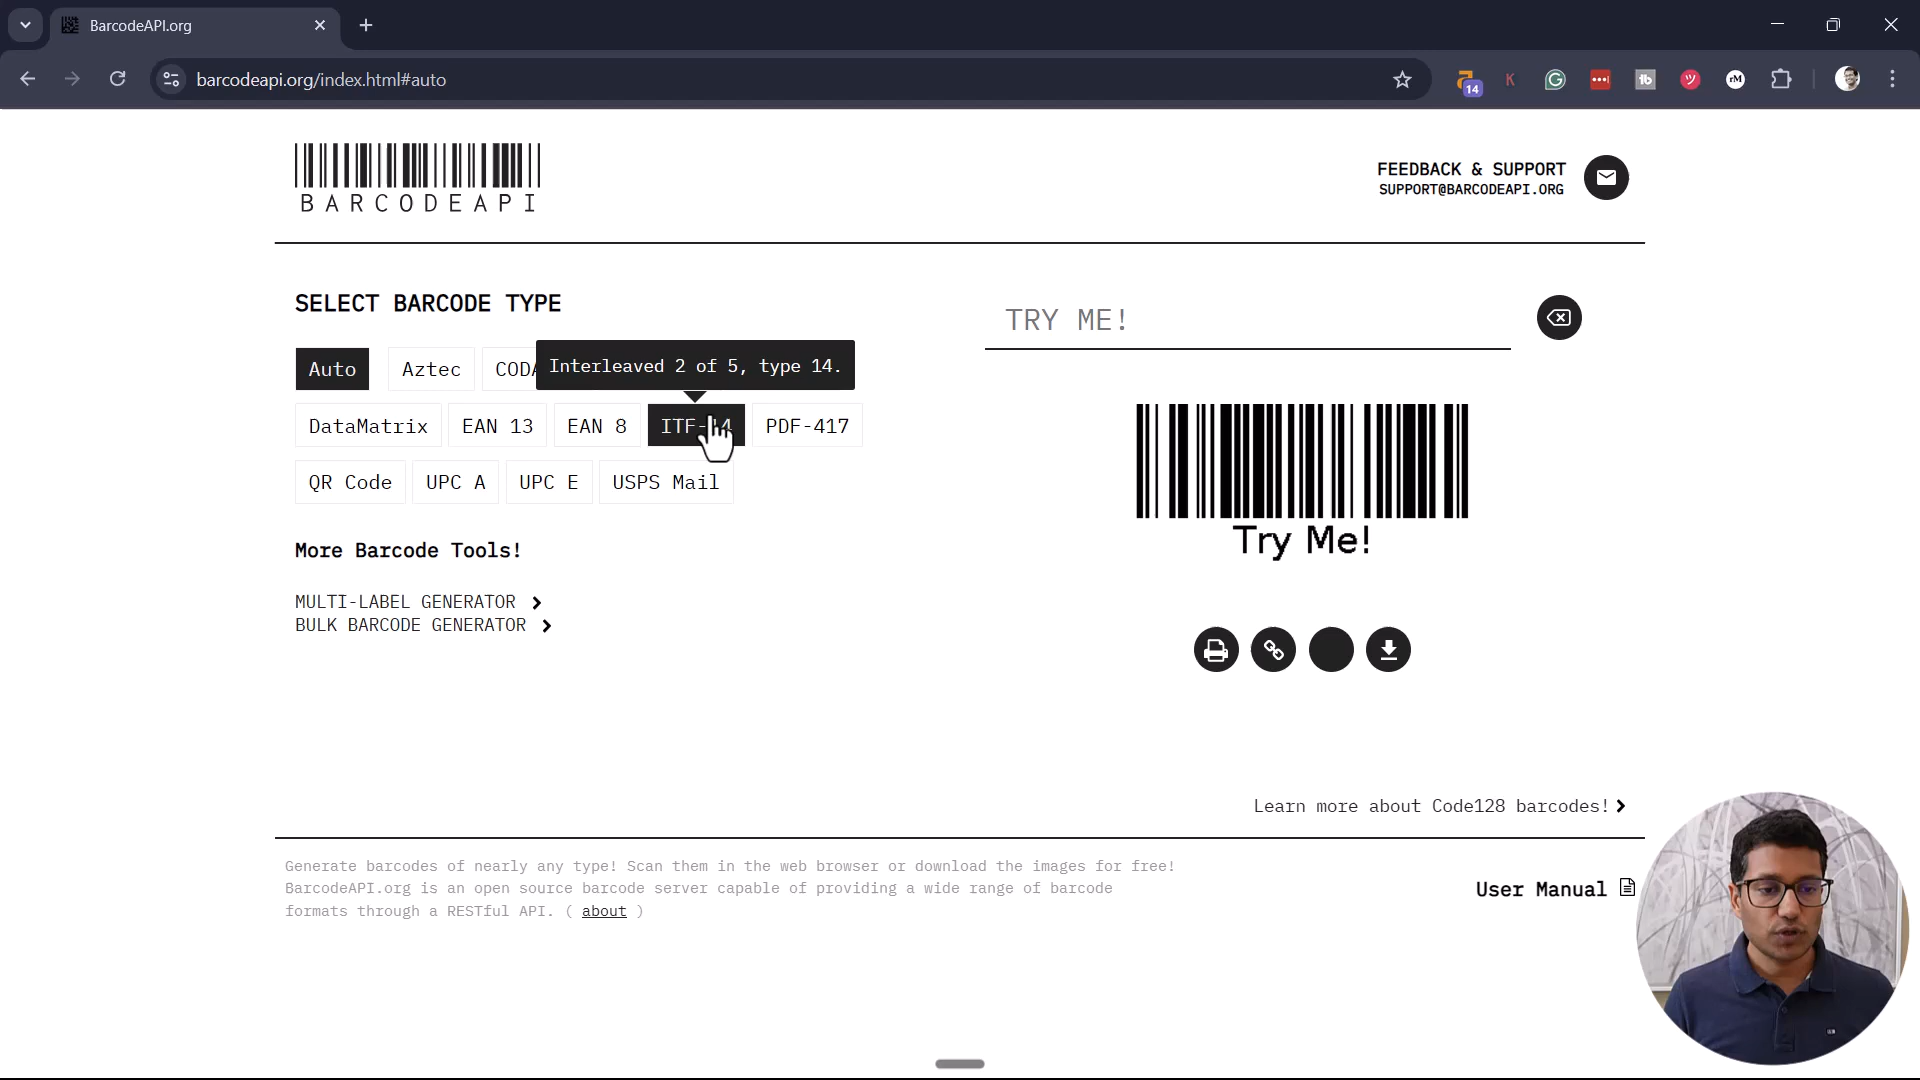 BarcodeAPI.org
barcodeapi.org/index.html#auto
14
BARCODEAPI
FEEDBACK & SUPPORT
SUPPORT@BARCODEAPI.ORG
SELECT BARCODE TYPE
TRY ME!
Auto
Aztec
Interleaved 2 of 5, type 14.
DataMatrix
EAN 13
EAN 8
PDF-417
QR Code
UPC A
UPC E
USPS Mail
Try Me!
More Barcode Tools!
MULTI-LABEL GENERATOR
BULK BARCODE GENERATOR
Learn more about Code128 barcodes!
Generate barcodes of nearly any type! Scan them in the web browser or download the images for free!
BarcodeAPI.org is an open source barcode server capable of providing a wide range of barcode
formats through a RESTful API. ( about )
User Manual